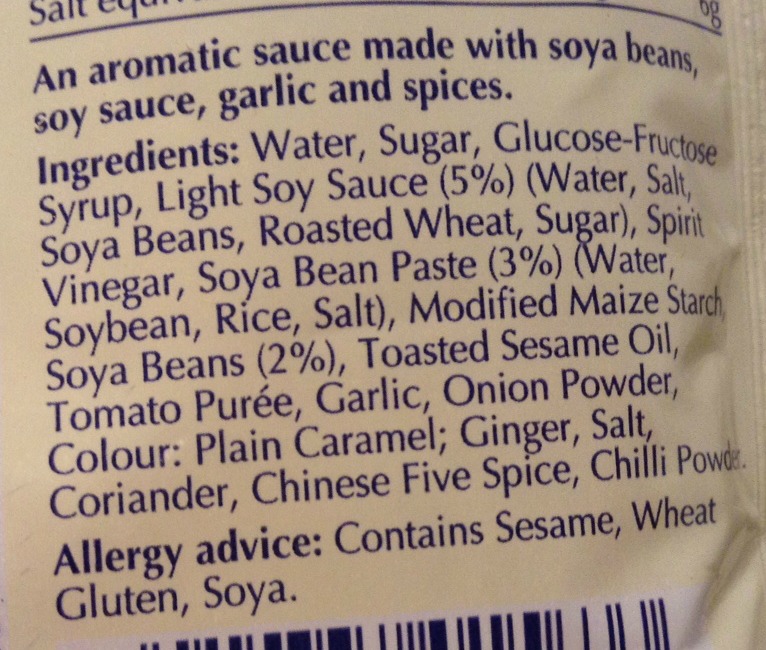 Salt
6g
An aromatic sauce made with soya beans,
soy sauce, garlic and spices.
Ingredients: Water, Sugar, Glucose-Fructose
Syrup, Light Soy Sauce (5%) (Water, Salt,
Soya Beans, Roasted Wheat, Sugar), Spirit
Vinegar, Soya Bean Paste (3%) (Water,
Soybean, Rice, Salt), Modified Maize Starch,
Soya Beans (2%), Toasted Sesame Oil,
Tomato Purée, Garlic, Onion Powder,
Colour: Plain Caramel; Ginger, Salt,
Coriander, Chinese Five Spice, Chilli Powder.
Allergy advice: Contains Sesame, Wheat
Gluten, Soya.